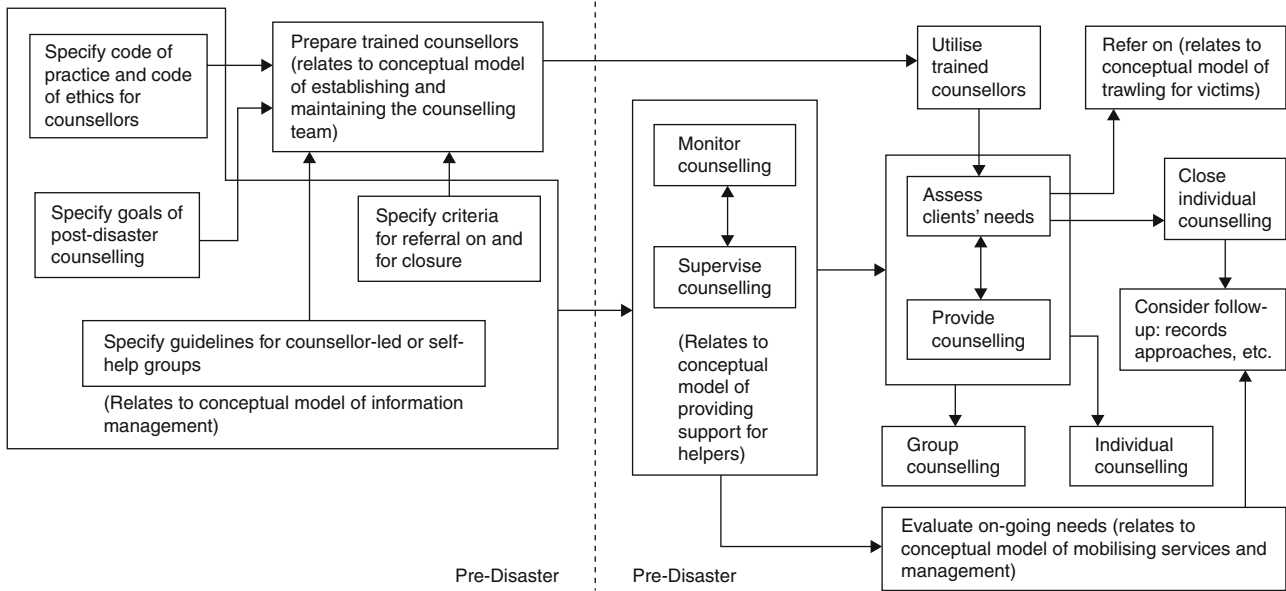 Specify code of
practice and code
of ethics for
counsellors
Prepare trained counsellors
(relates to conceptual model
of establishing and
maintaining the counselling
team)
Specify goals of
post-disaster
counselling
Specify criteria
for referral on and
for closure
Specify guidelines for counsellor-led or self-
help groups
(Relates to conceptual model of information
management)
Pre-Disaster
Monitor
counselling
Supervise
counselling
(Relates to
conceptual
model of
providing
support for
helpers)
Utilise
trained
counsellors
Refer on (relates to
conceptual model of
trawling for victims)
Assess
clients’ needs
Provide
counselling
Close
individual
counselling
Consider follow-
up: records
approaches, etc.
Group
counselling
Individual
counselling
Evaluate on-going needs (relates to
conceptual model of mobilising services and
management)
Pre-Disaster